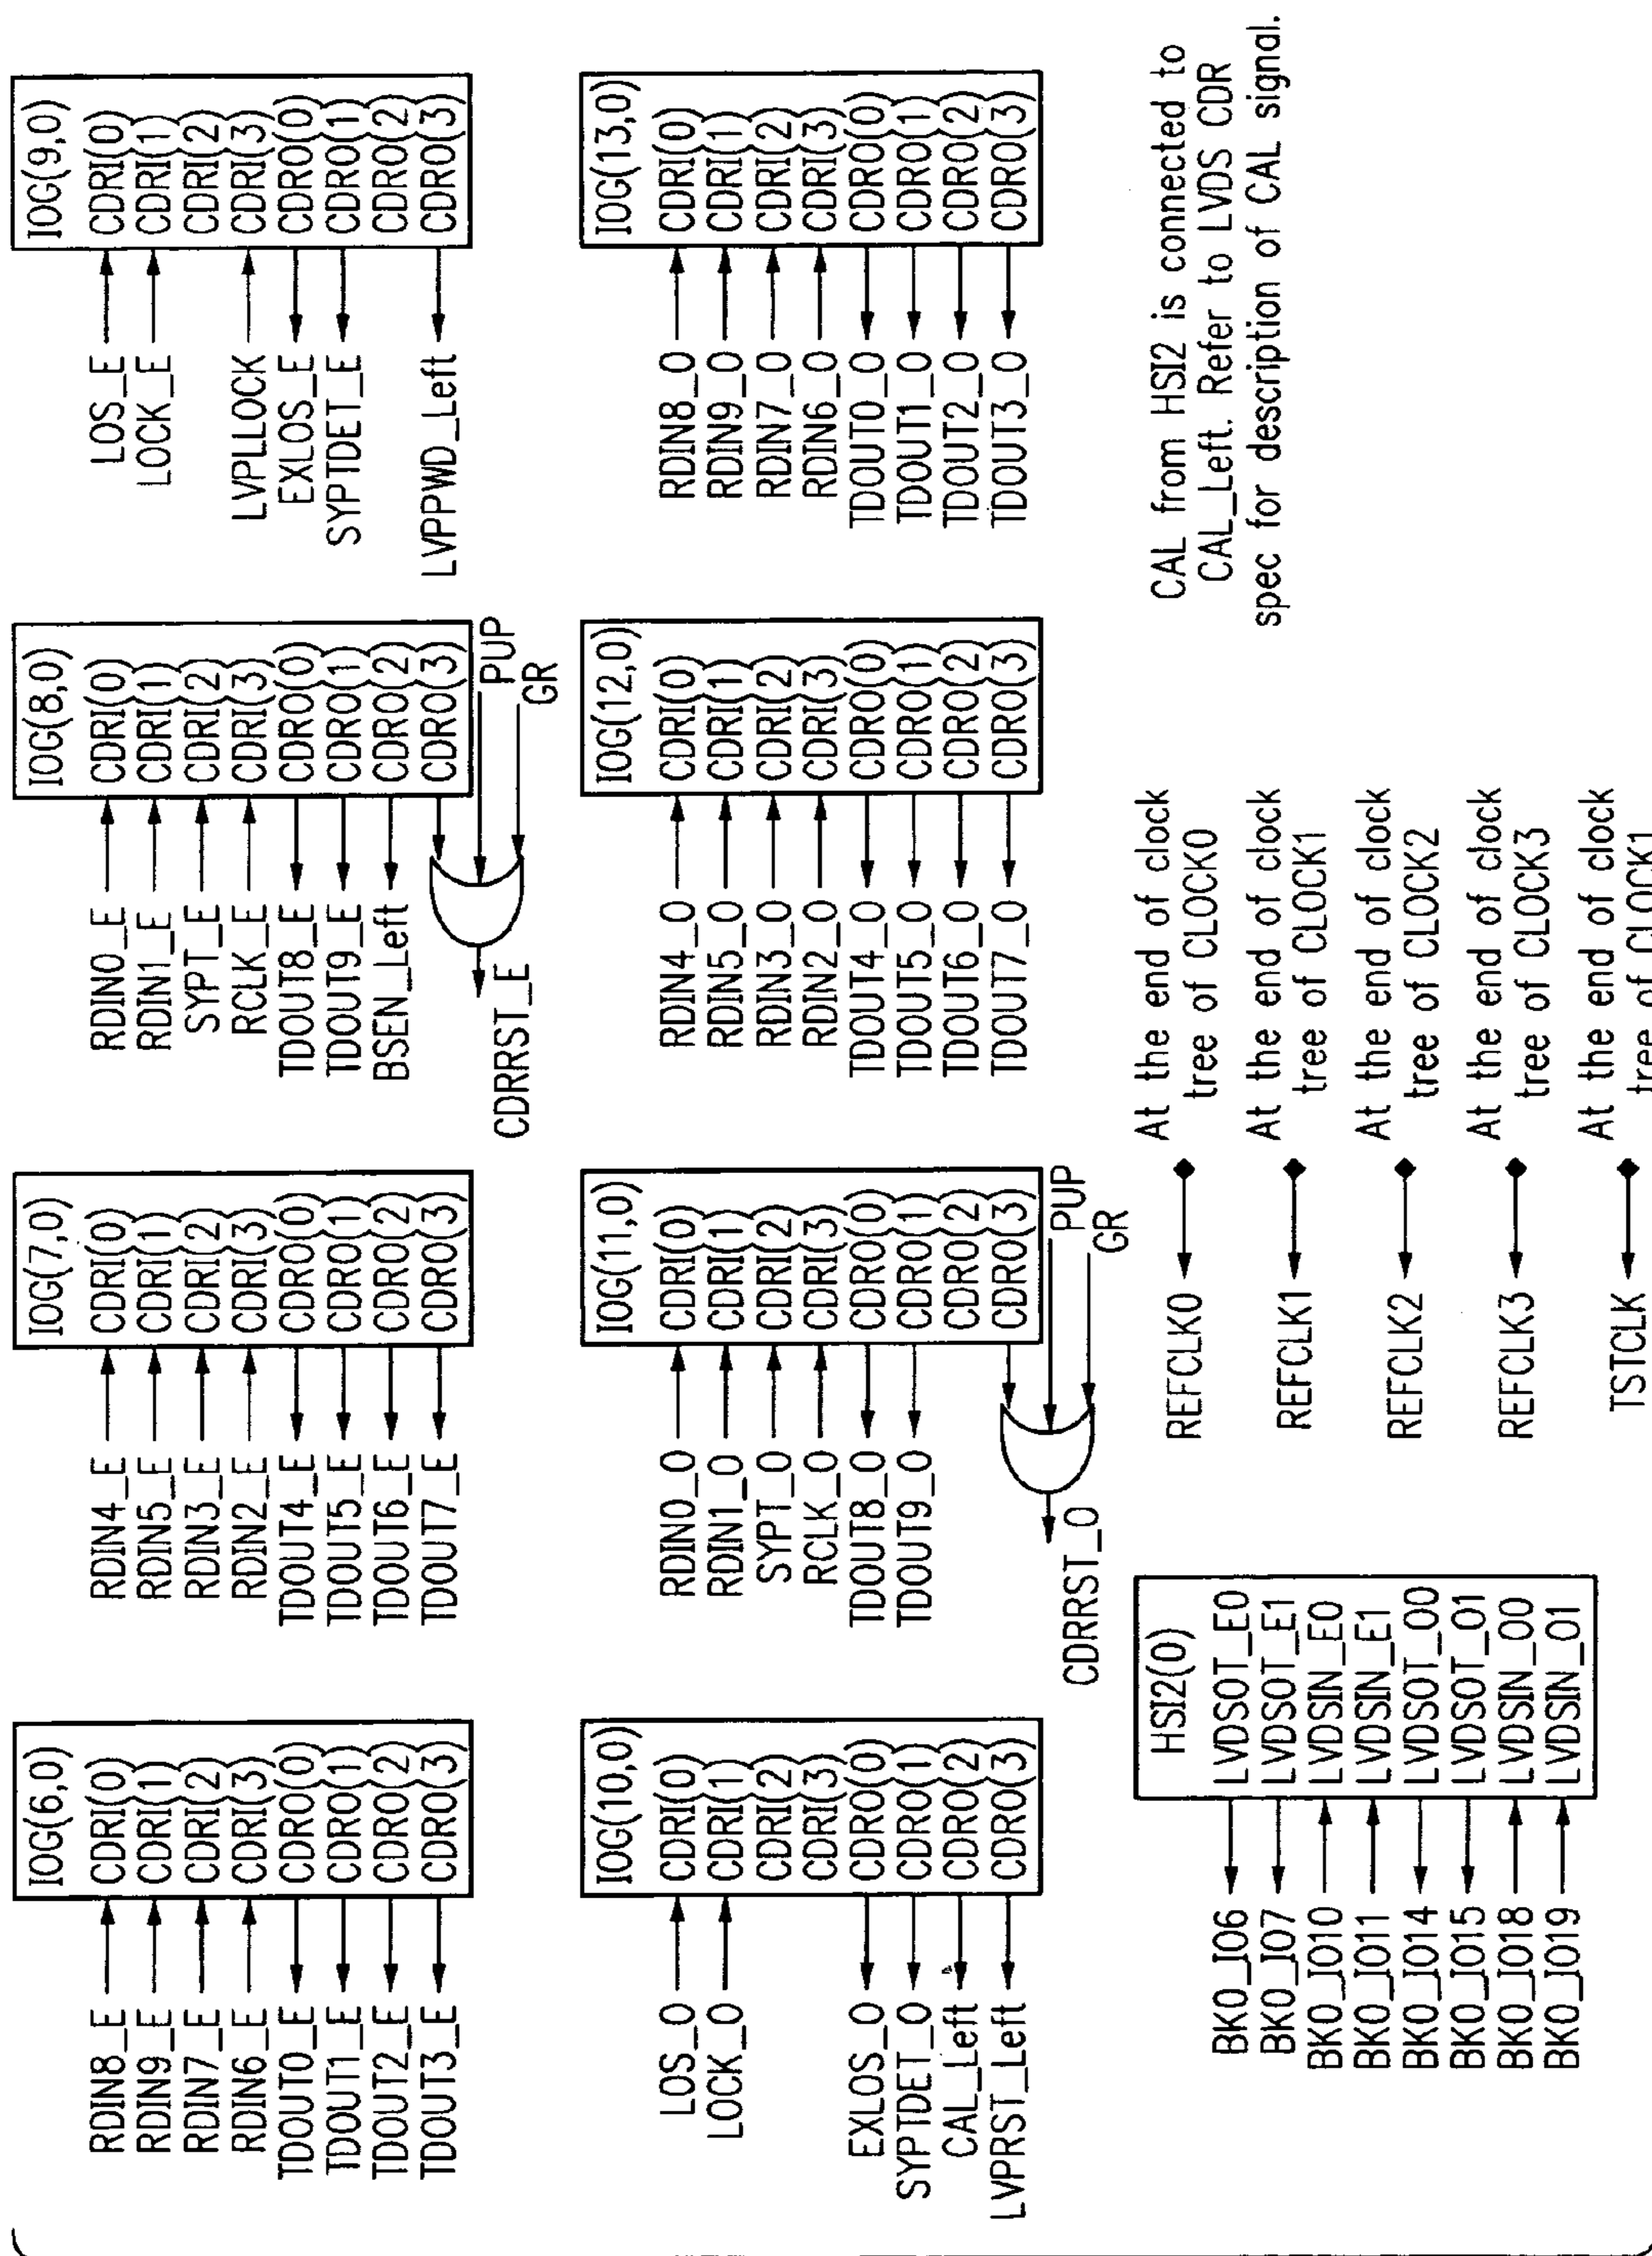 IOG(6,0)
RDIN8_E CDRI(0)
RDIN9_E CDRI(1)
RDIN7_E CDRI(2)
RDIN6_E CDRI(3)
TDOUT0_E CDRO(0)
TDOUT1_E CDRO(1)
TDOUT2_E CDRO(2)
TDOUT3_E CDRO(3)
IOG(7,0)
RDIN4_E CDRI(0)
RDIN5_E CDRI(1)
RDIN3_E CDRI(2)
RDIN2_E CDRI(3)
TDOUT4_E CDRO(0)
TDOUT5_E CDRO(1)
TDOUT6_E CDRO(2)
TDOUT7_E CDRO(3)
IOG(8,0)
RDIN0_E CDRI(0)
RDIN1_E CDRI(1)
SYPT_E CDRI(2)
RCLK_E CDRI(3)
TDOUT8_E CDRO(0)
TDOUT9_E CDRO(1)
BSEN_Left CDRO(2)
CDRO(3)
PUP
GR
CDRRST_E
IOG(9,0)
LOS_E CDRI(0)
LOCK_E CDRI(1)
CDRI(2)
LVPLLOCK CDRI(3)
EXLOS_E CDRO(0)
SYPTDET_E CDRO(1)
CDRO(2)
LVPPWD_Left CDRO(3)
IOG(10,0)
LOS_O CDRI(0)
LOCK_O CDRI(1)
CDRI(2)
CDRI(3)
EXLOS_O CDRO(0)
SYPTDET_O CDRO(1)
CAL_Left CDRO(2)
LVPRST_Left CDRO(3)
IOG(11,0)
RDIN0_O CDRI(0)
RDIN1_O CDRI(1)
SYPT_O CDRI(2)
RCLK_O CDRI(3)
TDOUT8_O CDRO(0)
TDOUT9_O CDRO(1)
CDRO(2)
CDRO(3)
PUP
GR
CDRRST_O
IOG(12,0)
RDIN4_O CDRI(0)
RDIN5_O CDRI(1)
RDIN3_O CDRI(2)
RDIN2_O CDRI(3)
TDOUT4_O CDRO(0)
TDOUT5_O CDRO(1)
TDOUT6_O CDRO(2)
TDOUT7_O CDRO(3)
IOG(13,0)
RDIN8_O CDRI(0)
RDIN9_O CDRI(1)
RDIN7_O CDRI(2)
RDIN6_O CDRI(3)
TDOUT0_O CDRO(0)
TDOUT1_O CDRO(1)
TDOUT2_O CDRO(2)
TDOUT3_O CDRO(3)
HSI2(0)
BK0_IO6 LVDSOT_E0
BK0_IO7 LVDSOT_E1
BK0_IO10 LVDSIN_E0
BK0_IO11 LVDSIN_E1
BK0_IO14 LVDSOT_O0
BK0_IO15 LVDSOT_O1
BK0_IO18 LVDSIN_O0
BK0_IO19 LVDSIN_O1
REFCLK0 At the end of clock
tree of CLOCK0
REFCLK1 At the end of clock
tree of CLOCK1
REFCLK2 At the end of clock
tree of CLOCK2
REFCLK3 At the end of clock
tree of CLOCK3
TSTCLK At the end of clock
tree of CLOCK1
CAL from HSI2 is connected to
CAL_Left. Refer to LVDS CDR
spec for description of CAL signal.